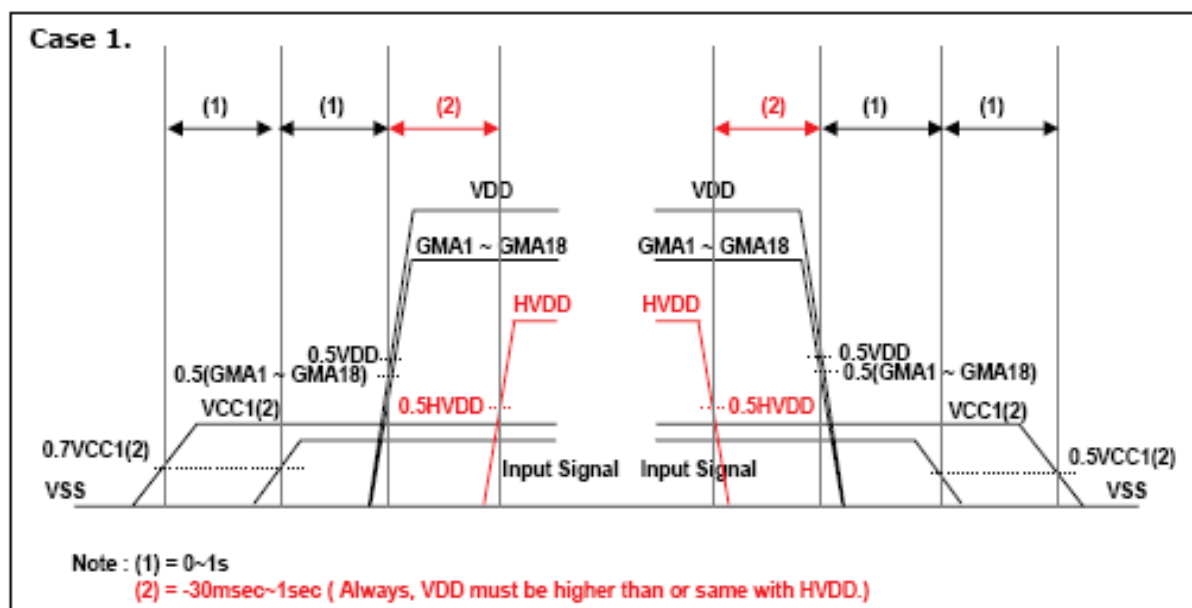 Case 1.
(1) (1) (2) (2) (1) (1)
VDD VDD
GMA1 ~ GMA18 GMA1 ~ GMA18
HVDD HVDD
0.5VDD 0.5VDD
0.5(GMA1 ~ GMA18) 0.5(GMA1 ~ GMA18)
VCC1(2) 0.5HVDD 0.5HVDD VCC1(2)
0.7VCC1(2) Input Signal Input Signal 0.5VCC1(2)
VSS VSS
Note : (1) = 0~1s
(2) = -30msec~1sec ( Always, VDD must be higher than or same with HVDD.)